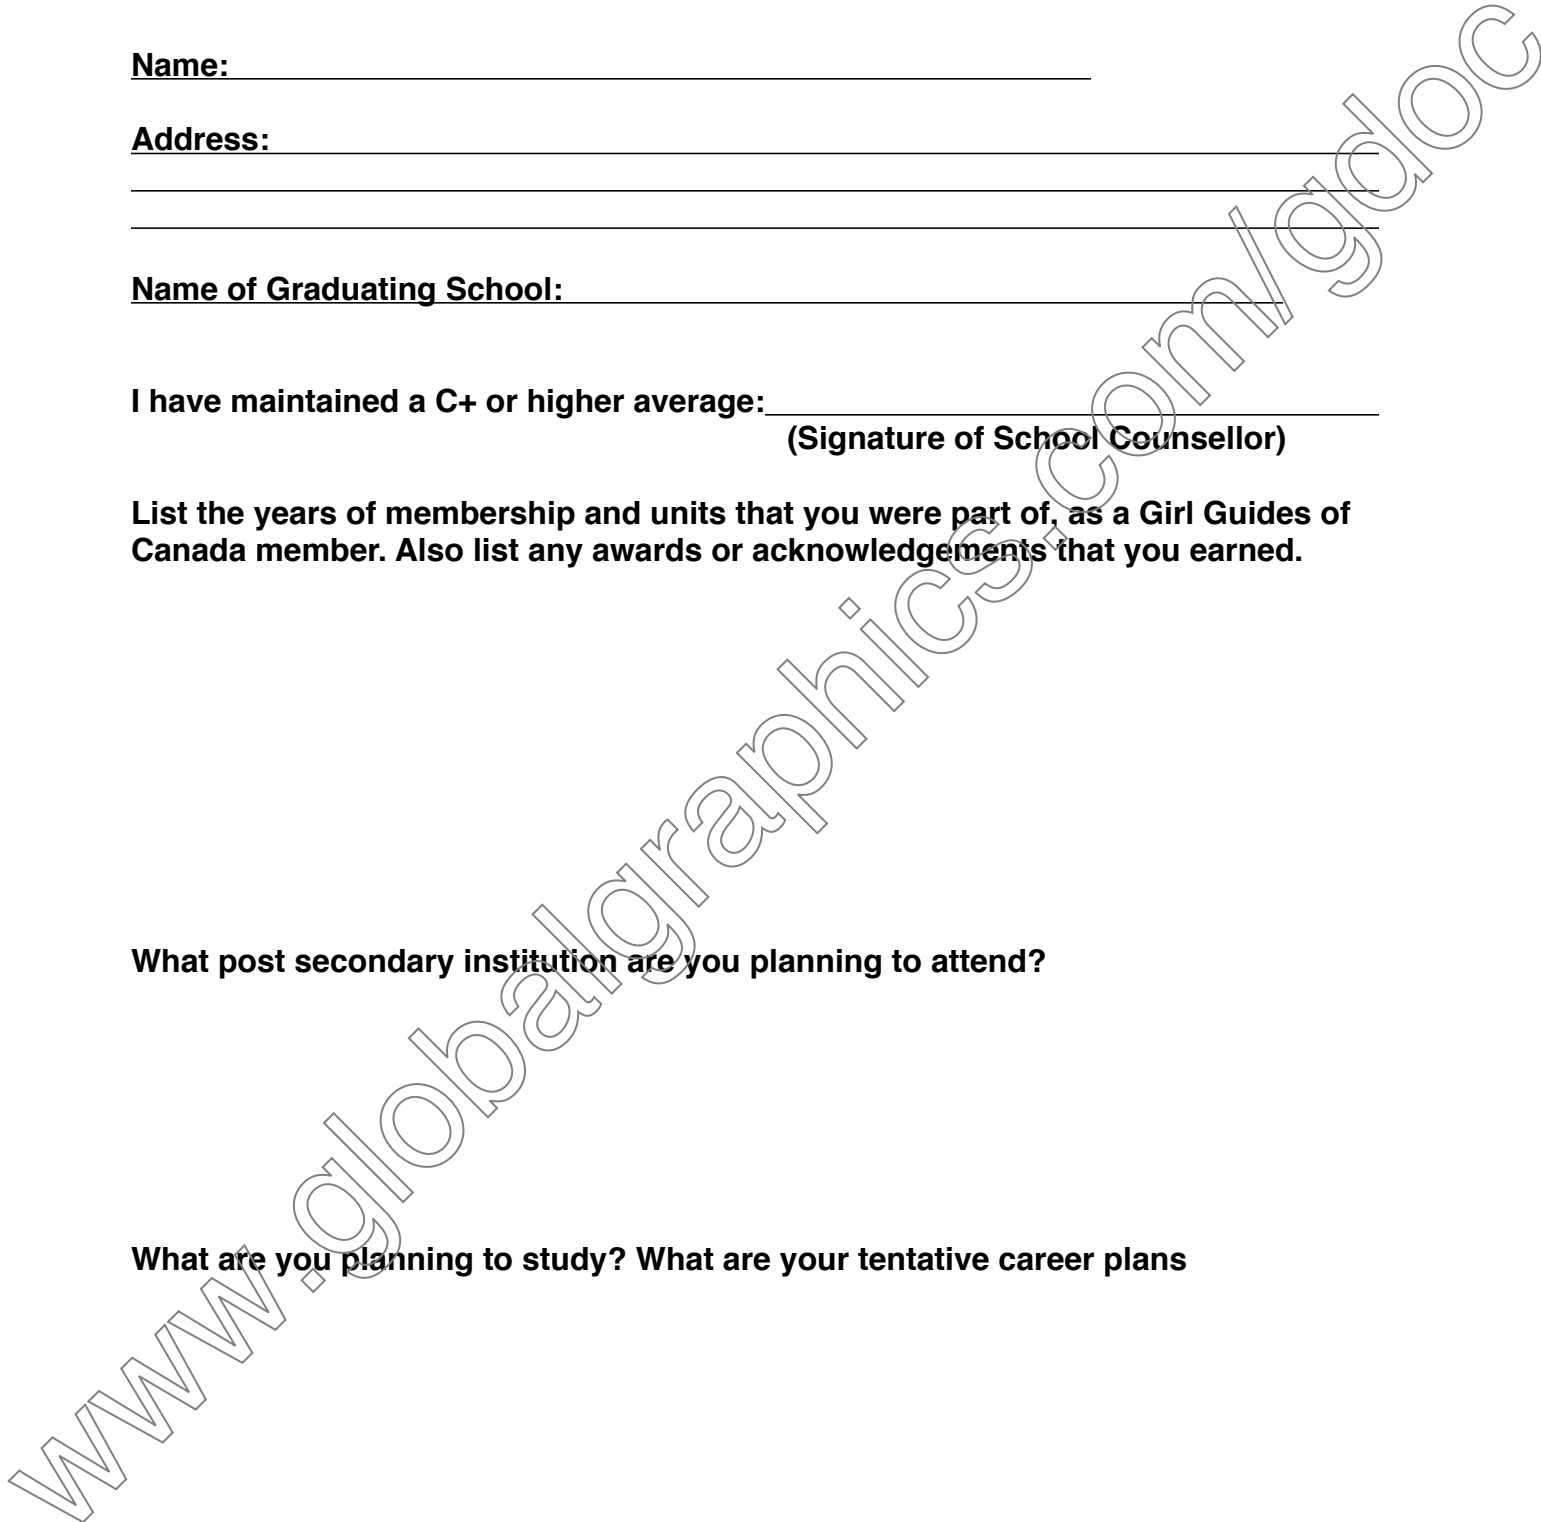 Name:
Address:
Name of Graduating School:
I have maintained a C+ or higher average:
(Signature of School Counsellor)
List the years of membership and units that you were part of, as a Girl Guides of
Canada member. Also list any awards or acknowledgements that you earned.
What post secondary institution are you planning to attend?
What are you planning to study? What are your tentative career plans
www.globalgraphics.com/gdoc